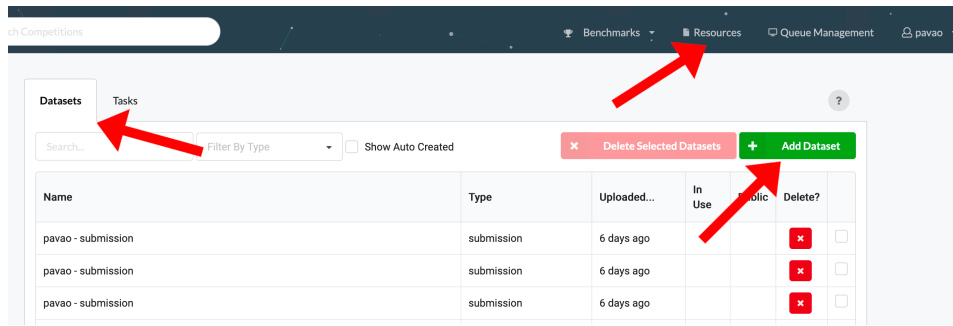 ch Competitions
Benchmarks
Resources
Queue Management
pavao
Datasets
Tasks
?
Search...
Filter By Type
Show Auto Created
Delete Selected Datasets
+ Add Dataset
Name
Type
Uploaded...
In Use
Public
Delete?
pavao - submission
submission
6 days ago
pavao - submission
submission
6 days ago
pavao - submission
submission
6 days ago